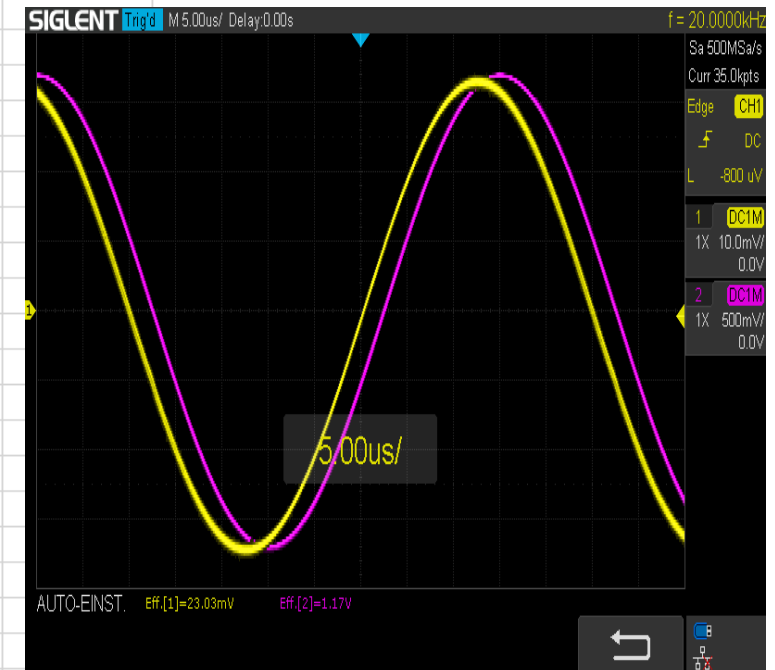 SIGLENT Trig'd M 5.00us/ Delay:0.00s f = 20.0000kHz
Sa 500MSa/s
Curr 35.0kpts
Edge CH1
DC
L -800 uV
1 DC1M
1X 10.0mV/
0.0V
2 DC1M
1X 500mV/
0.0V
1
5.00us/
AUTO-EINST. Eff.[1]=23.03mV Eff.[2]=1.17V